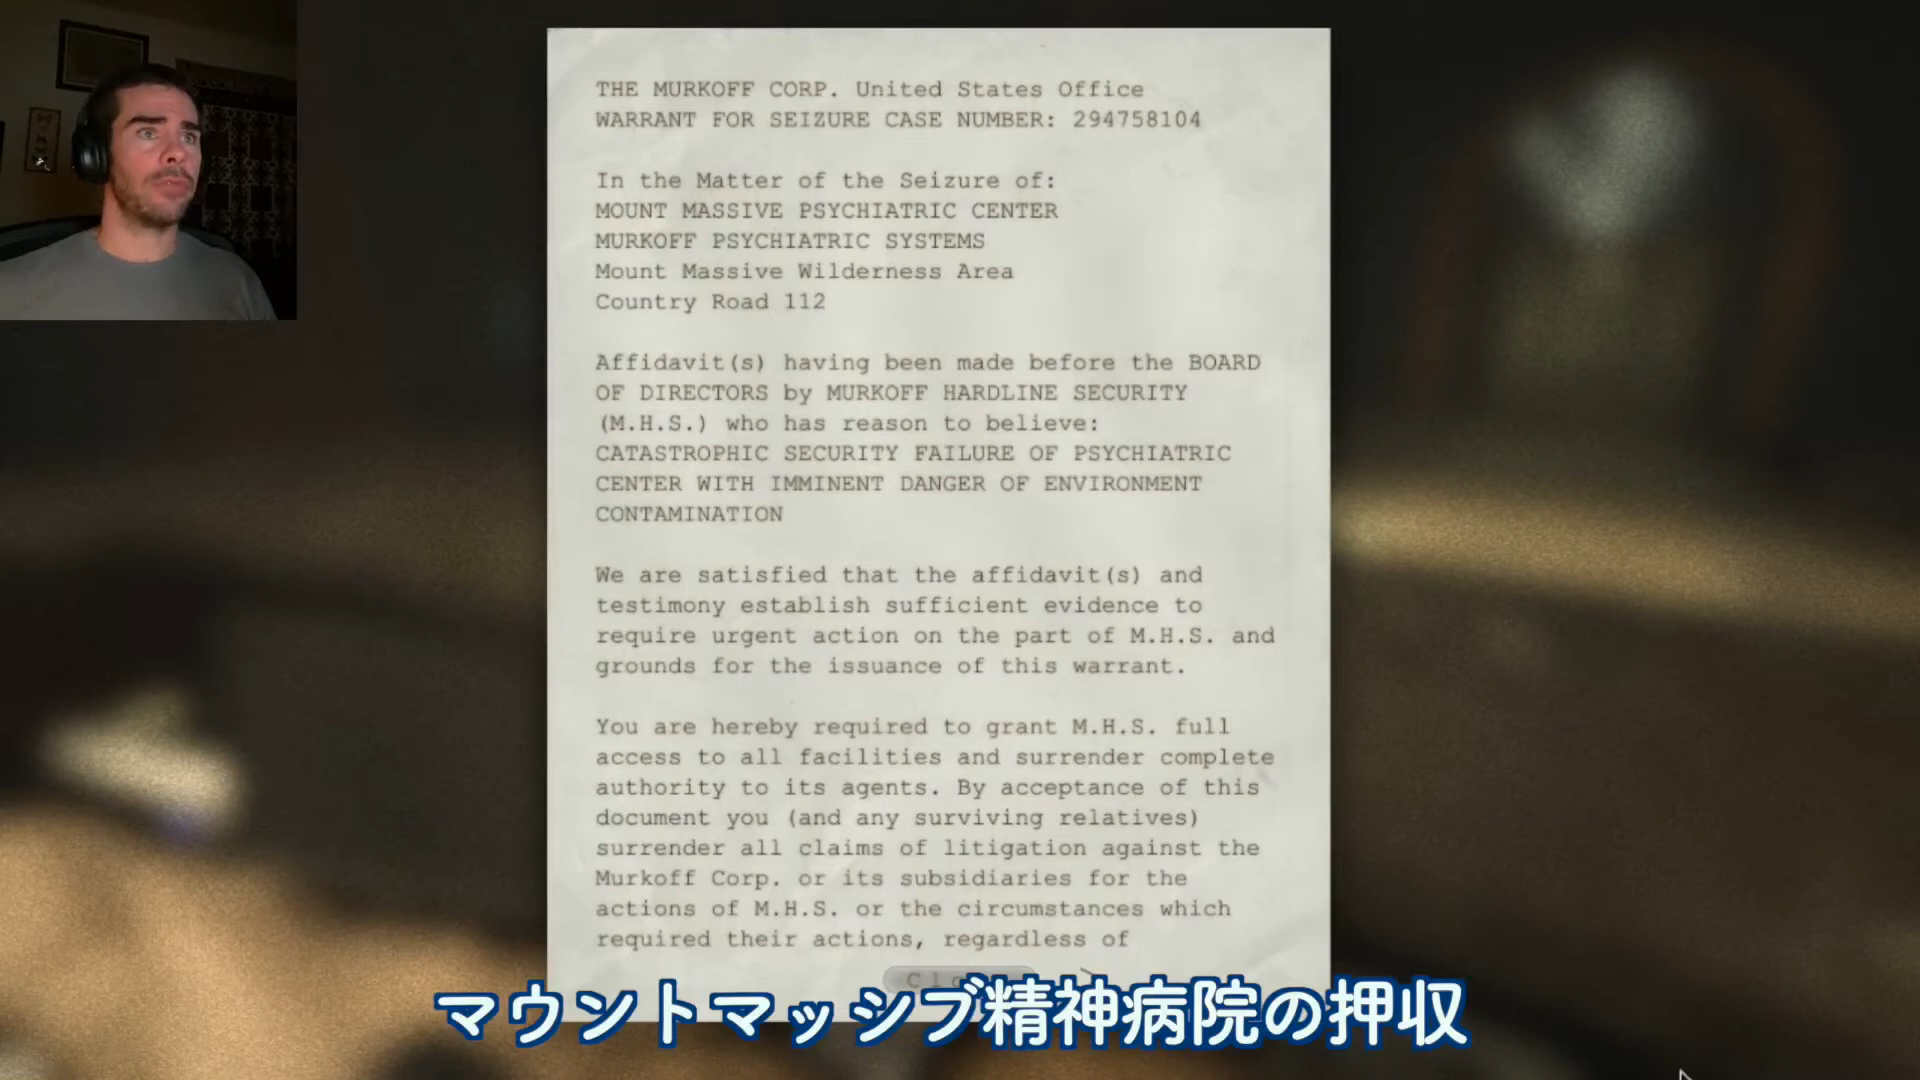 THE MURKOFF CORP. United States Office
WARRANT FOR SEIZURE CASE NUMBER: 294758104
In the Matter of the Seizure of:
MOUNT MASSIVE PSYCHIATRIC CENTER
MURKOFF PSYCHIATRIC SYSTEMS
Mount Massive Wilderness Area
Country Road 112
Affidavit(s) having been made before the BOARD
OF DIRECTORS by MURKOFF HARDLINE SECURITY
(M.H.S.) who has reason to believe:
CATASTROPHIC SECURITY FAILURE OF PSYCHIATRIC
CENTER WITH IMMINENT DANGER OF ENVIRONMENT
CONTAMINATION
We are satisfied that the affidavit(s) and
testimony establish sufficient evidence to
require urgent action on the part of M.H.S. and
grounds for the issuance of this warrant.
You are hereby required to grant M.H.S. full
access to all facilities and surrender complete
authority to its agents. By acceptance of this
document you (and any surviving relatives)
surrender all claims of litigation against the
Murkoff Corp. or its subsidiaries for the
actions of M.H.S. or the circumstances which
required their actions, regardless of
マウントマッシブ精神病院の押収